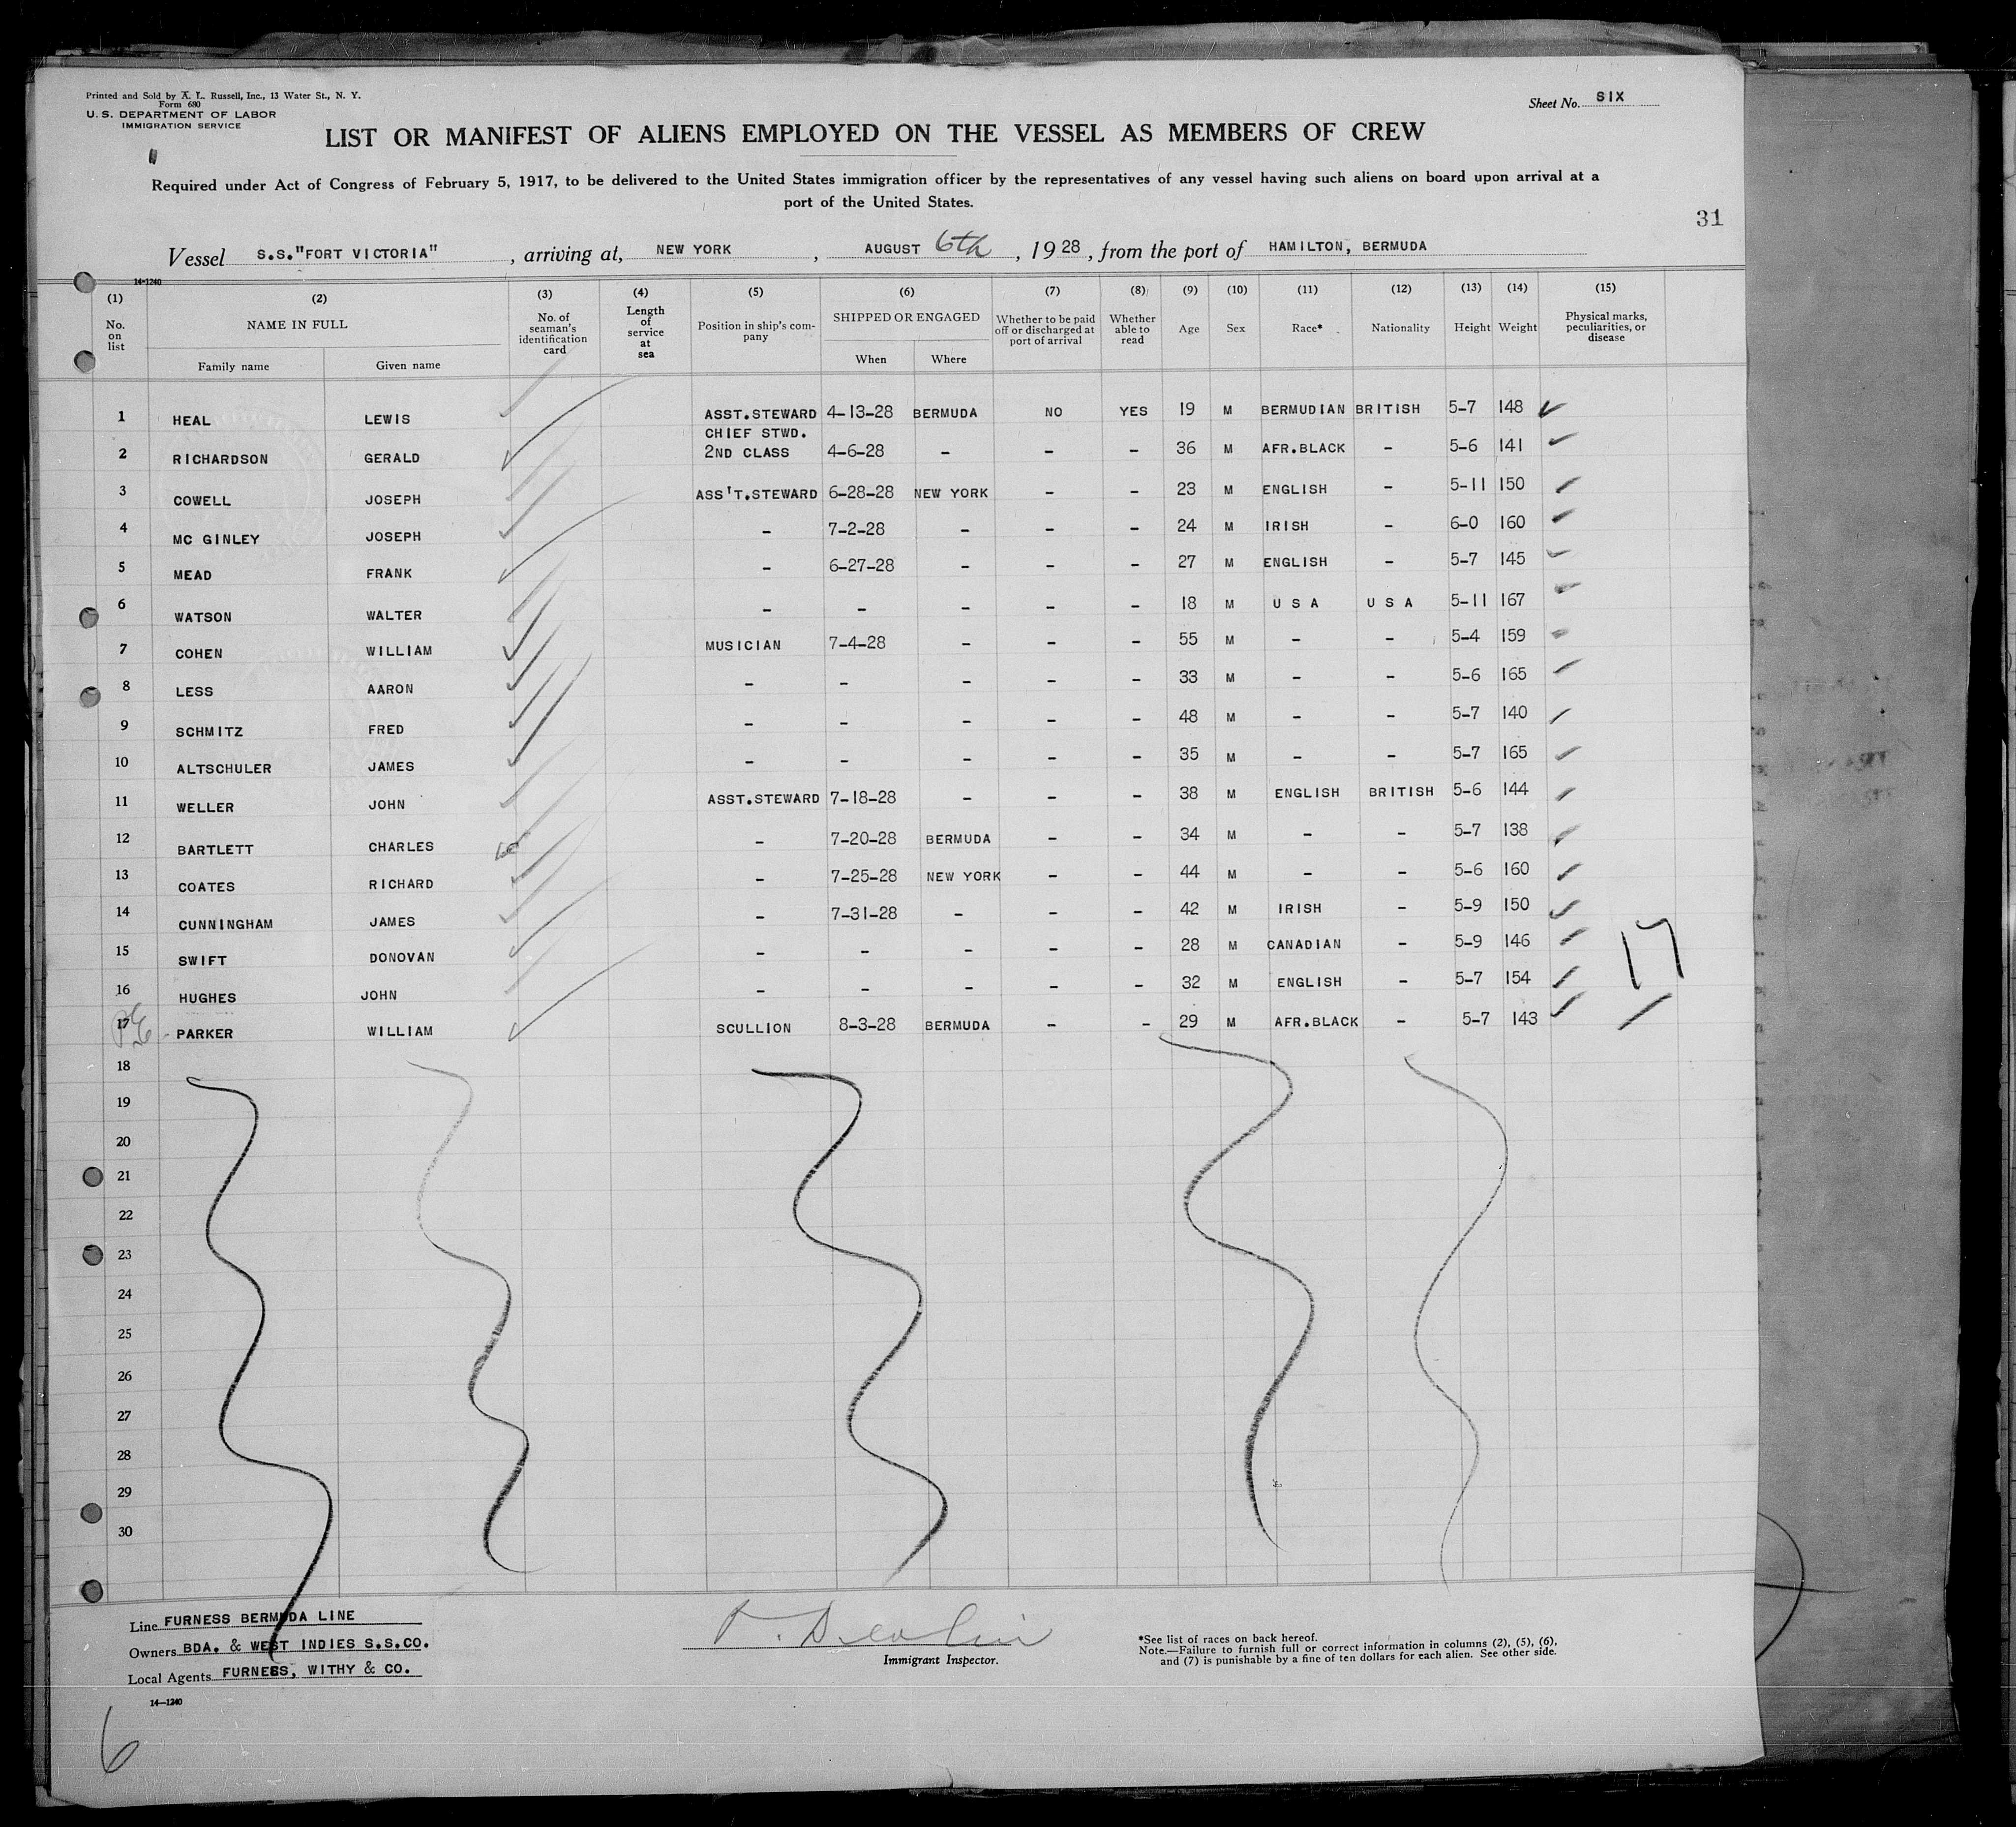 Printed and Sold by A. L. Russell, Inc., 13 Water St., N. Y.
Form 680
U. S. DEPARTMENT OF LABOR
IMMIGRATION SERVICE
Sheet No. SIX
LIST OR MANIFEST OF ALIENS EMPLOYED ON THE VESSEL AS MEMBERS OF CREW
Required under Act of Congress of February 5, 1917, to be delivered to the United States immigration officer by the representatives of any vessel having such aliens on board upon arrival at a
port of the United States.
31
Vessel S.S."FORT VICTORIA", arriving at, NEW YORK, AUGUST 6th, 1928, from the port of HAMILTON, BERMUDA
14-1240
(1) (2) (3) (4) (5) (6) (7) (8) (9) (10) (11) (12) (13) (14) (15)
No. on list NAME IN FULL Family name Given name No. of seaman's identification card Length of service at sea Position in ship's company SHIPPED OR ENGAGED When Where Whether to be paid off or discharged at port of arrival Whether able to read Age Sex Race* Nationality Height Weight Physical marks, peculiarities, or disease
1 HEAL LEWIS ASST.STEWARD 4-13-28 BERMUDA NO YES 19 M BERMUDIAN BRITISH 5-7 148
2 RICHARDSON GERALD CHIEF STWD. 2ND CLASS 4-6-28 - - - 36 M AFR.BLACK - 5-6 141
3 COWELL JOSEPH ASS'T.STEWARD 6-28-28 NEW YORK - - 23 M ENGLISH - 5-11 150
4 MC GINLEY JOSEPH - 7-2-28 - - - 24 M IRISH - 6-0 160
5 MEAD FRANK - 6-27-28 - - - 27 M ENGLISH - 5-7 145
6 WATSON WALTER - - - - - 18 M U S A U S A 5-11 167
7 COHEN WILLIAM MUSICIAN 7-4-28 - - - 55 M - - 5-4 159
8 LESS AARON - - - - - 33 M - - 5-6 165
9 SCHMITZ FRED - - - - - 48 M - - 5-7 140
10 ALTSCHULER JAMES - - - - - 35 M - - 5-7 165
11 WELLER JOHN ASST.STEWARD 7-18-28 - - - 38 M ENGLISH BRITISH 5-6 144
12 BARTLETT CHARLES - 7-20-28 BERMUDA - - 34 M - - 5-7 138
13 COATES RICHARD - 7-25-28 NEW YORK - - 44 M - - 5-6 160
14 CUNNINGHAM JAMES - 7-31-28 - - - 42 M IRISH - 5-9 150
15 SWIFT DONOVAN - - - - - 28 M CANADIAN - 5-9 146
16 HUGHES JOHN - - - - - 32 M ENGLISH - 5-7 154
17
17 PARKER WILLIAM SCULLION 8-3-28 BERMUDA - - 29 M AFR.BLACK - 5-7 143
18
19
20
21
22
23
24
25
26
27
28
29
30
Line FURNESS BERMUDA LINE
Owners BDA. & WEST INDIES S.S.CO.
Local Agents FURNESS, WITHY & CO.
14-1240
Immigrant Inspector.
*See list of races on back hereof.
Note.—Failure to furnish full or correct information in columns (2), (5), (6),
and (7) is punishable by a fine of ten dollars for each alien. See other side.
6